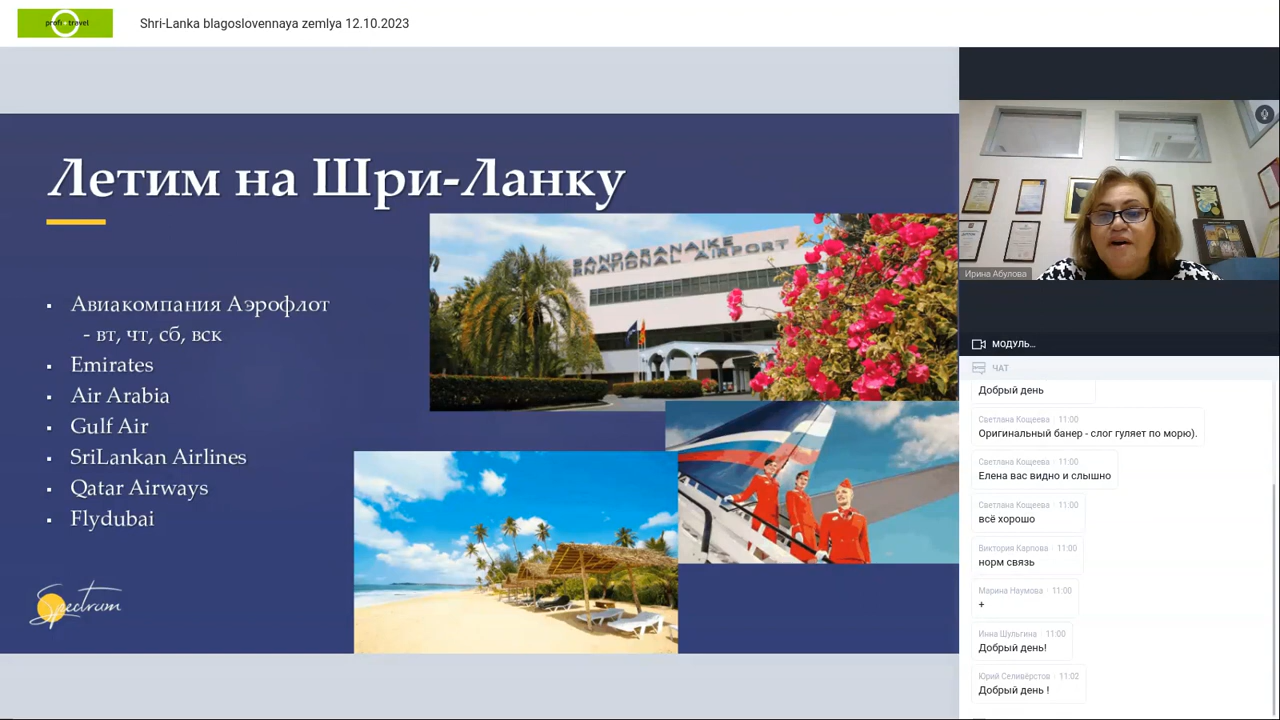 profi travel
Shri-Lanka blagoslovennaya zemlya 12.10.2023
Летим на Шри-Ланку
▪ Авиакомпания Аэрофлот
- вт, чт, сб, вск
▪ Emirates
▪ Air Arabia
▪ Gulf Air
▪ SriLankan Airlines
▪ Qatar Airways
▪ Flydubai
BANDARANAIKE
RNATIONAL AIRPORT
Spectrum
Ирина Абулова
МОДУЛЬ...
ЧАТ
Добрый день
Светлана Кощеева · 11:00
Оригинальный банер - слог гуляет по морю).
Светлана Кощеева · 11:00
Елена вас видно и слышно
Светлана Кощеева · 11:00
всё хорошо
Виктория Карпова · 11:00
норм связь
Марина Наумова · 11:00
+
Инна Шульгина · 11:00
Добрый день!
Юрий Селивёрстов · 11:02
Добрый день !